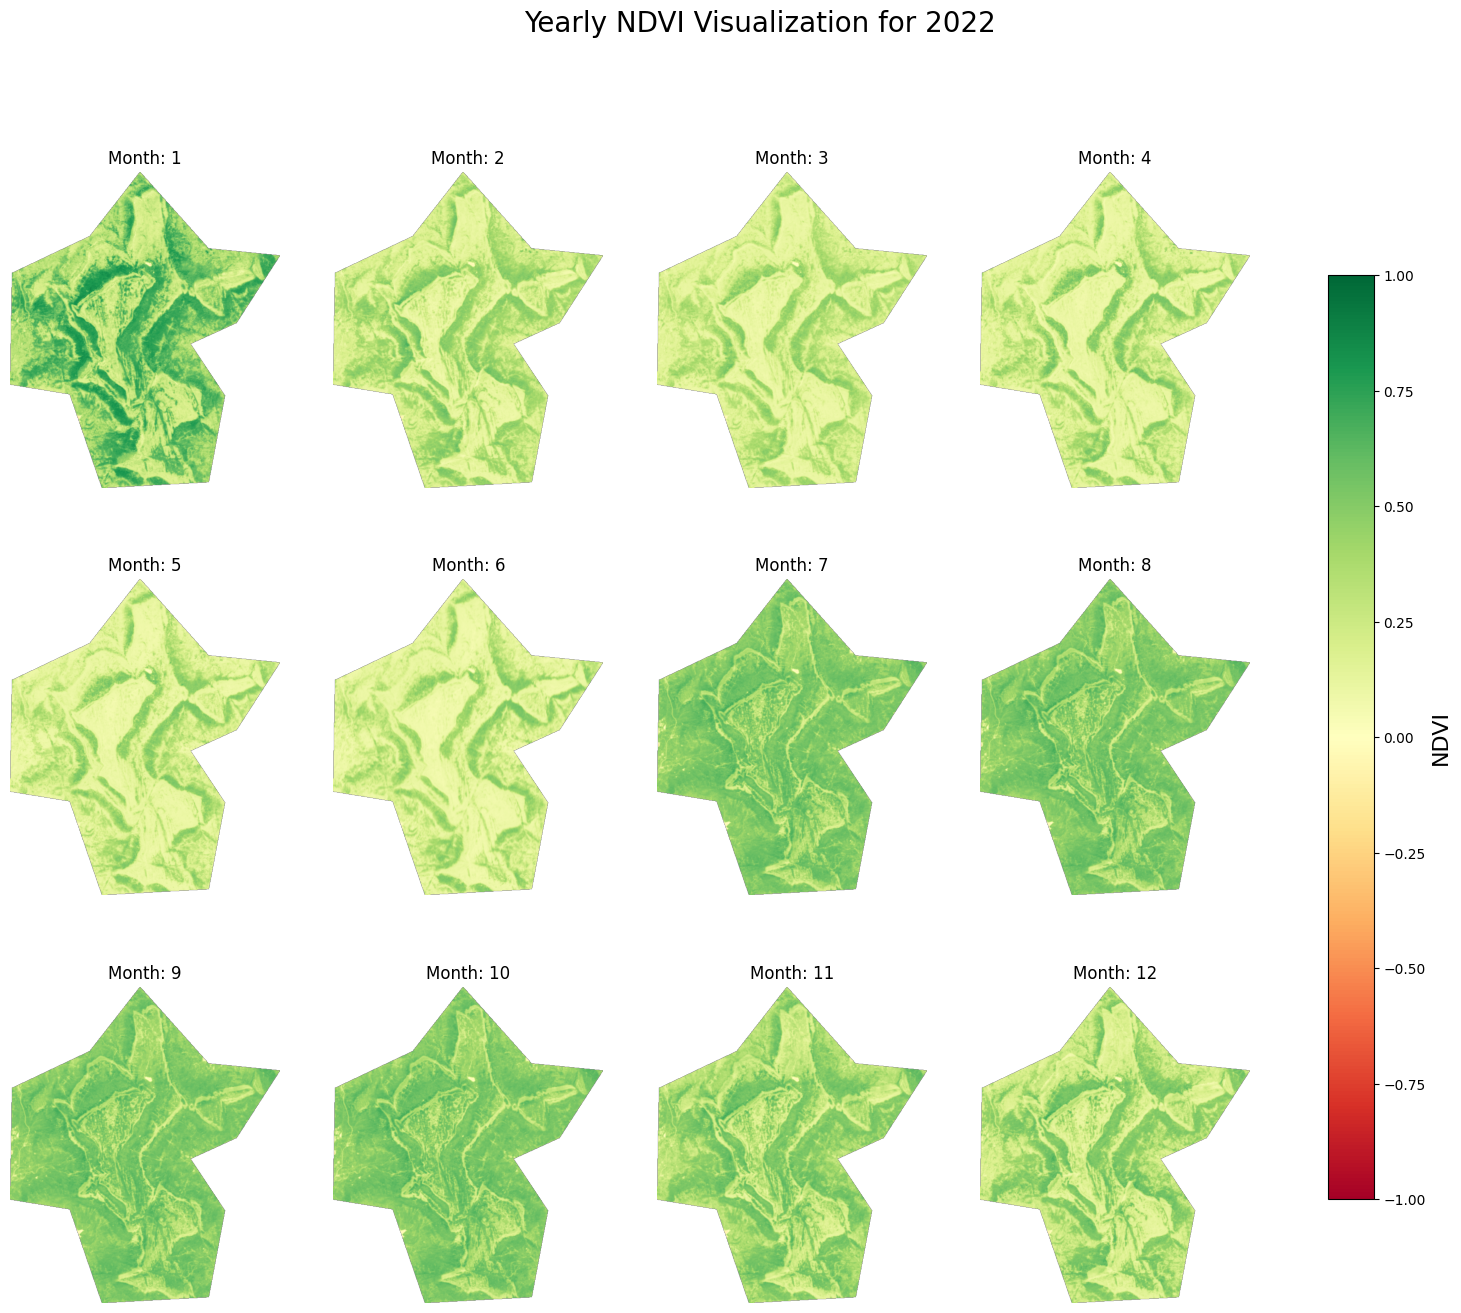 Yearly NDVI Visualization for 2022
Month: 1
Month: 2
Month: 3
Month: 4
Month: 5
Month: 6
Month: 7
Month: 8
Month: 9
Month: 10
Month: 11
Month: 12
1.00
0.75
0.50
0.25
0.00
−0.25
−0.50
−0.75
−1.00
NDVI